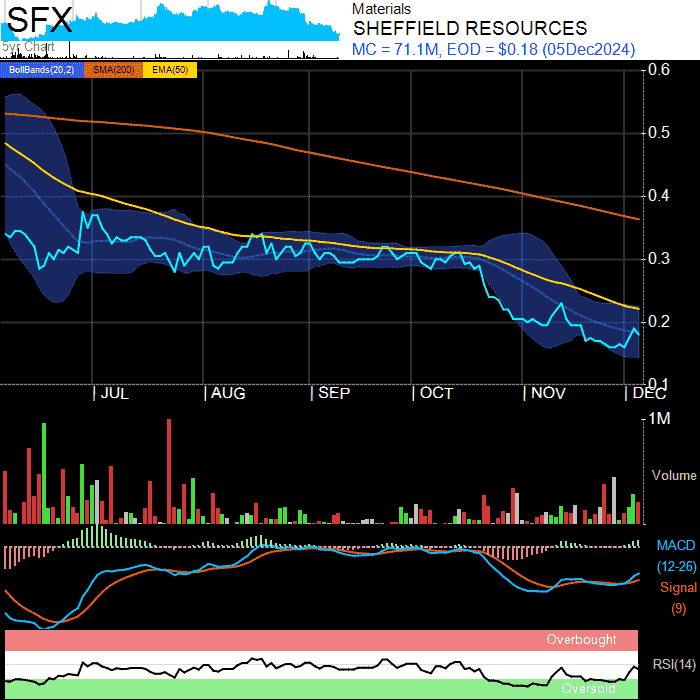 SFX
5yr Chart
Materials
SHEFFIELD RESOURCES
MC = 71.1M, EOD = $0.18 (05Dec2024)
BollBands(20,2) SMA(200) EMA(50)
0.6
0.5
0.4
0.3
0.2
0.1
| JUL | AUG | SEP | OCT | NOV | DEC
1M
Volume
MACD
(12-26)
Signal
(9)
Overbought
RSI(14)
Oversold